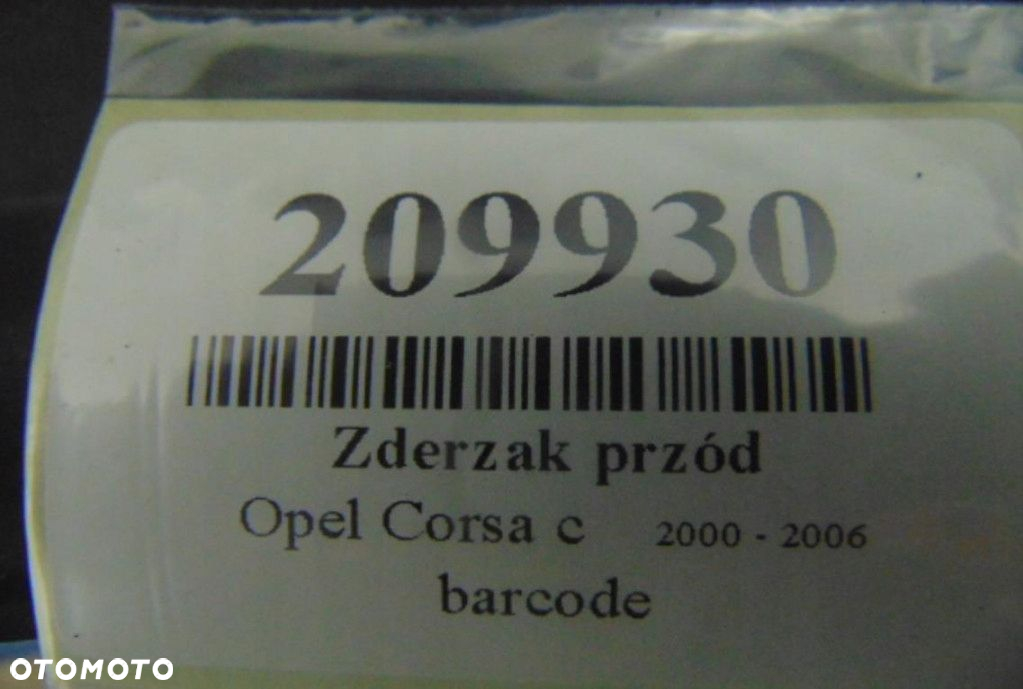 209930
Zderzak przód
Opel Corsa c 2000 - 2006
barcode
OTOMOTO